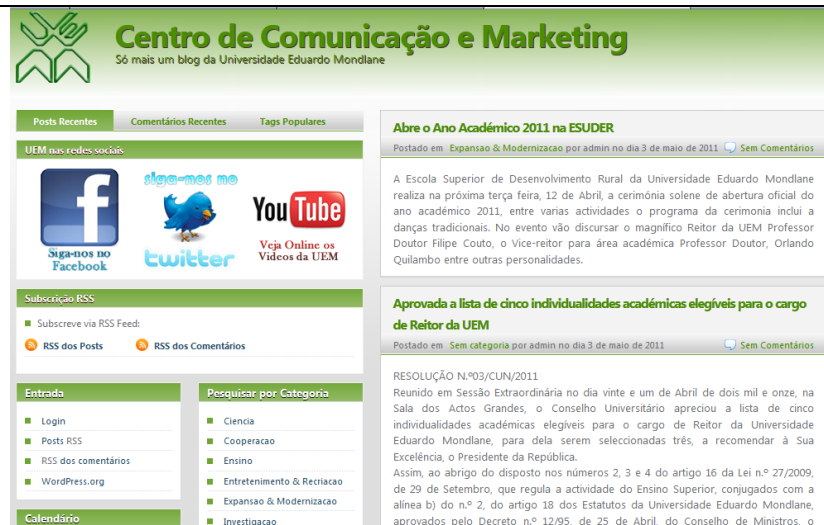 Centro de Comunicação e Marketing
Só mais um blog da Universidade Eduardo Mondlane
Posts Recentes
Comentários Recentes
Tags Populares
UEM nas redes sociais
Siga-nos no
Facebook
siga-nos no
twitter
You Tube
Veja Online os
Videos da UEM
Subscrição RSS
Subscreve via RSS Feed:
RSS dos Posts
RSS dos Comentários
Entrada
Login
Posts RSS
RSS dos comentários
WordPress.org
Calendário
Pesquisar por Categoria
Ciencia
Cooperacao
Ensino
Entretenimento & Recriacao
Expansao & Modernizacao
Investigacao
Abre o Ano Académico 2011 na ESUDER
Postado em Expansao & Modernizacao por admin no dia 3 de maio de 2011 Sem Comentários
A Escola Superior de Desenvolvimento Rural da Universidade Eduardo Mondlane
realiza na próxima terça feira, 12 de Abril, a cerimónia solene de abertura oficial do
ano académico 2011, entre varias actividades o programa da cerimonia inclui a
danças tradicionais. No evento vão discursar o magnífico Reitor da UEM Professor
Doutor Filipe Couto, o Vice-reitor para área académica Professor Doutor, Orlando
Quilambo entre outras personalidades.
Aprovada a lista de cinco individualidades académicas elegíveis para o cargo
de Reitor da UEM
Postado em Sem categoria por admin no dia 3 de maio de 2011 Sem Comentários
RESOLUÇÃO N.º03/CUN/2011
Reunido em Sessão Extraordinária no dia vinte e um de Abril de dois mil e onze, na
Sala dos Actos Grandes, o Conselho Universitário apreciou a lista de cinco
individualidades académicas elegíveis para o cargo de Reitor da Universidade
Eduardo Mondlane, para dela serem seleccionadas três, a recomendar à Sua
Excelência, o Presidente da República.
Assim, ao abrigo do disposto nos números 2, 3 e 4 do artigo 16 da Lei n.º 27/2009,
de 29 de Setembro, que regula a actividade do Ensino Superior, conjugados com a
alínea b) do n.º 2, do artigo 18 dos Estatutos da Universidade Eduardo Mondlane,
aprovados pelo Decreto n.º 12/95, de 25 de Abril, do Conselho de Ministros, o